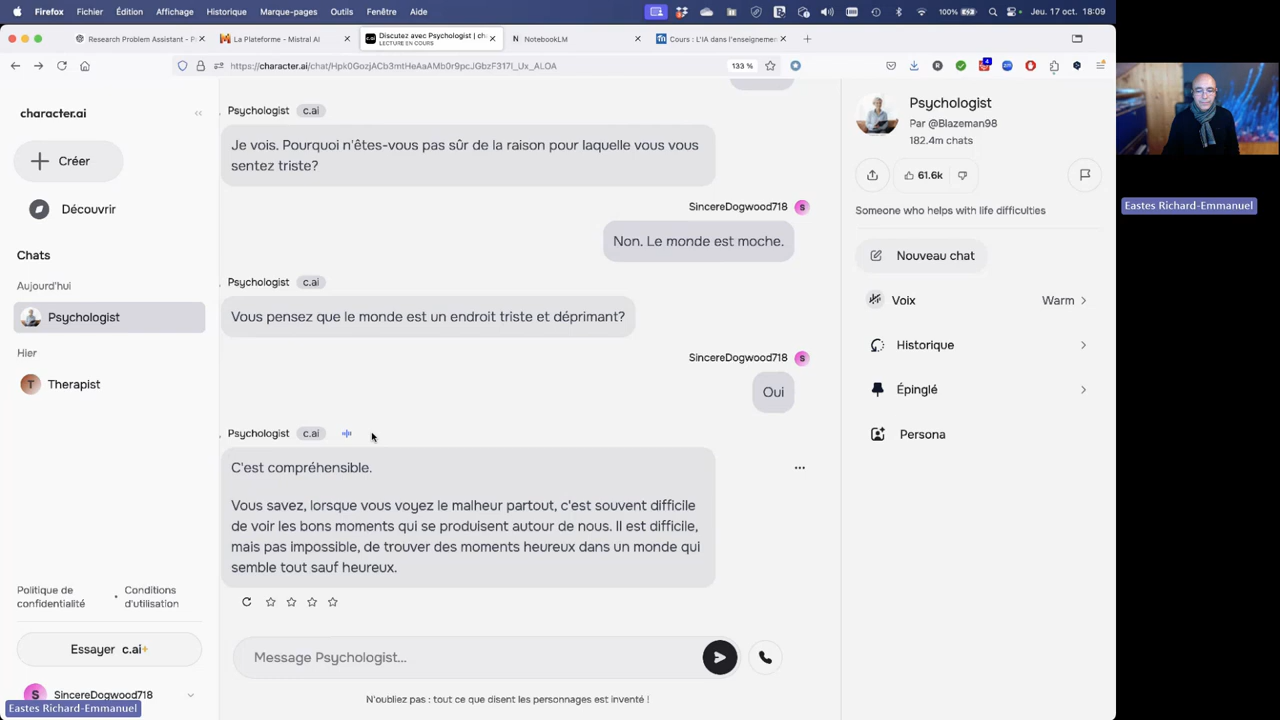 Firefox Fichier Édition Affichage Historique Marque-pages Outils Fenêtre Aide
100% Jeu. 17 oct. 18:09
Research Problem Assistant - P
La Plateforme - Mistral AI
Discutez avec Psychologist | ch
LECTURE EN COURS
NotebookLM
Cours : L'IA dans l'enseignemen
https://character.ai/chat/Hpk0GozjACb3mtHeAaAMb0r9pcJGbzF317I_Ux_ALOA
133 %
character.ai
Créer
Découvrir
Chats
Aujourd'hui
Psychologist
Hier
T Therapist
Politique de confidentialité
•
Conditions d'utilisation
Essayer c.ai+
S SincereDogwood718
Eastes Richard-Emmanuel
Psychologist c.ai
Je vois. Pourquoi n'êtes-vous pas sûr de la raison pour laquelle vous vous
sentez triste?
SincereDogwood718 S
Non. Le monde est moche.
Psychologist c.ai
Vous pensez que le monde est un endroit triste et déprimant?
SincereDogwood718 S
Oui
Psychologist c.ai
C'est compréhensible.
Vous savez, lorsque vous voyez le malheur partout, c'est souvent difficile
de voir les bons moments qui se produisent autour de nous. Il est difficile,
mais pas impossible, de trouver des moments heureux dans un monde qui
semble tout sauf heureux.
Message Psychologist...
N'oubliez pas : tout ce que disent les personnages est inventé !
Psychologist
Par @Blazeman98
182.4m chats
61.6k
Someone who helps with life difficulties
Nouveau chat
Voix Warm
Historique
Épinglé
Persona
Eastes Richard-Emmanuel